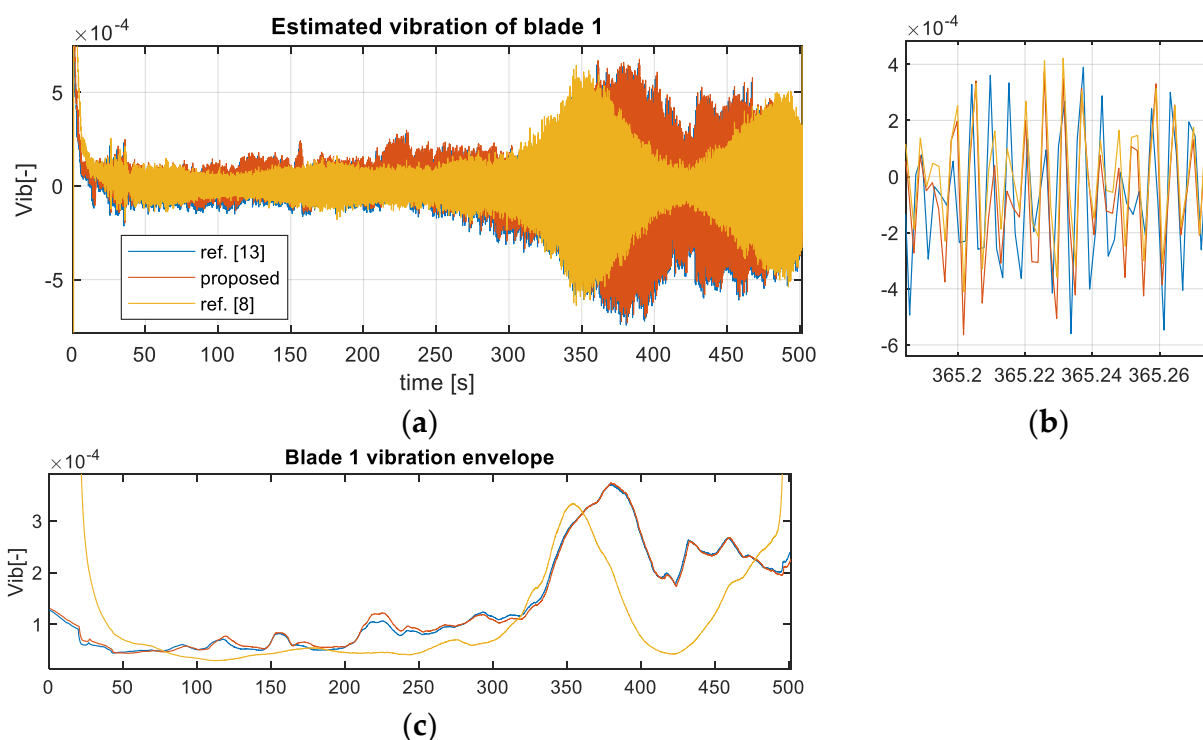 Estimated vibration of blade 1
×10⁻⁴
5
0
-5
Vib[-]
ref. [13]
proposed
ref. [8]
0 50 100 150 200 250 300 350 400 450 500
time [s]
(a)
×10⁻⁴
4
2
0
-2
-4
-6
365.2 365.22 365.24 365.26
(b)
Blade 1 vibration envelope
×10⁻⁴
3
2
1
Vib[-]
0 50 100 150 200 250 300 350 400 450 500
(c)